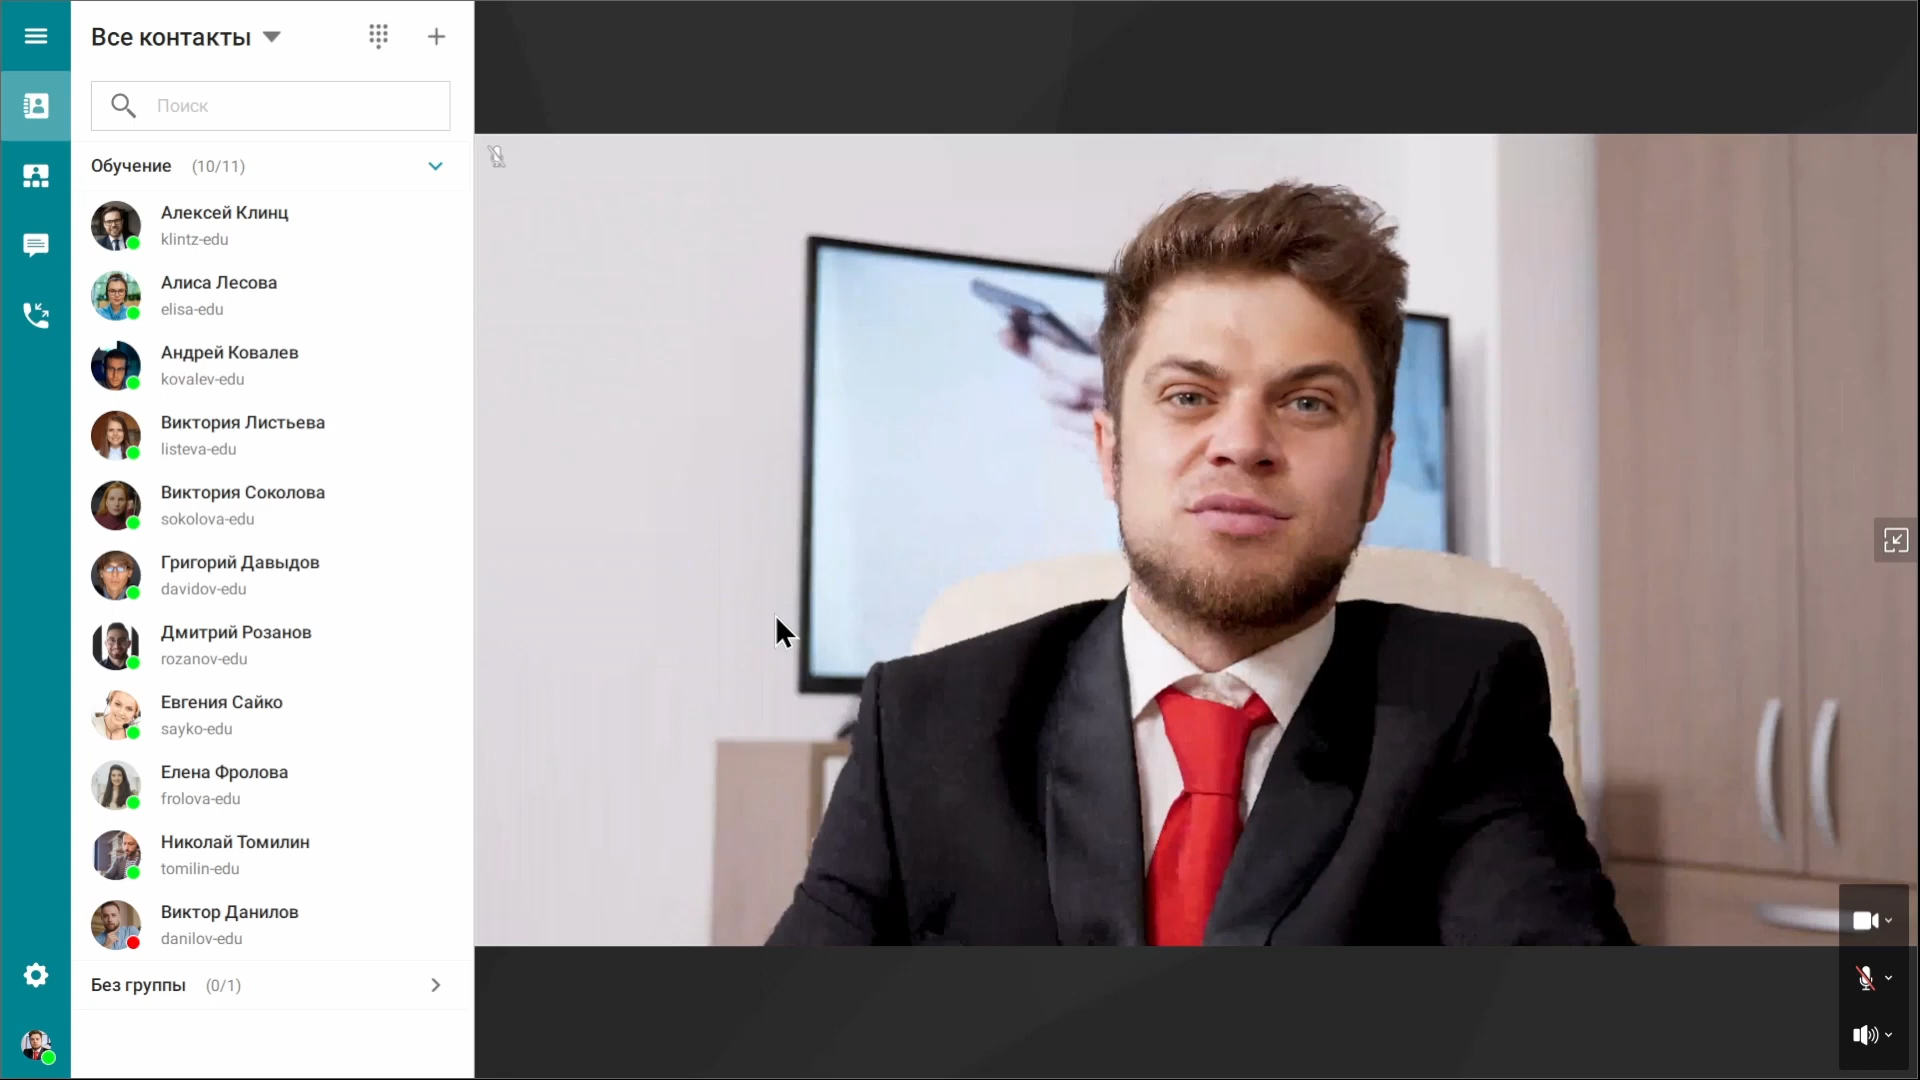 Все контакты
Поиск
Обучение (10/11)
Алексей Клинц
klintz-edu
Алиса Лесова
elisa-edu
Андрей Ковалев
kovalev-edu
Виктория Листьева
listeva-edu
Виктория Соколова
sokolova-edu
Григорий Давыдов
davidov-edu
Дмитрий Розанов
rozanov-edu
Евгения Сайко
sayko-edu
Елена Фролова
frolova-edu
Николай Томилин
tomilin-edu
Виктор Данилов
danilov-edu
Без группы (0/1)